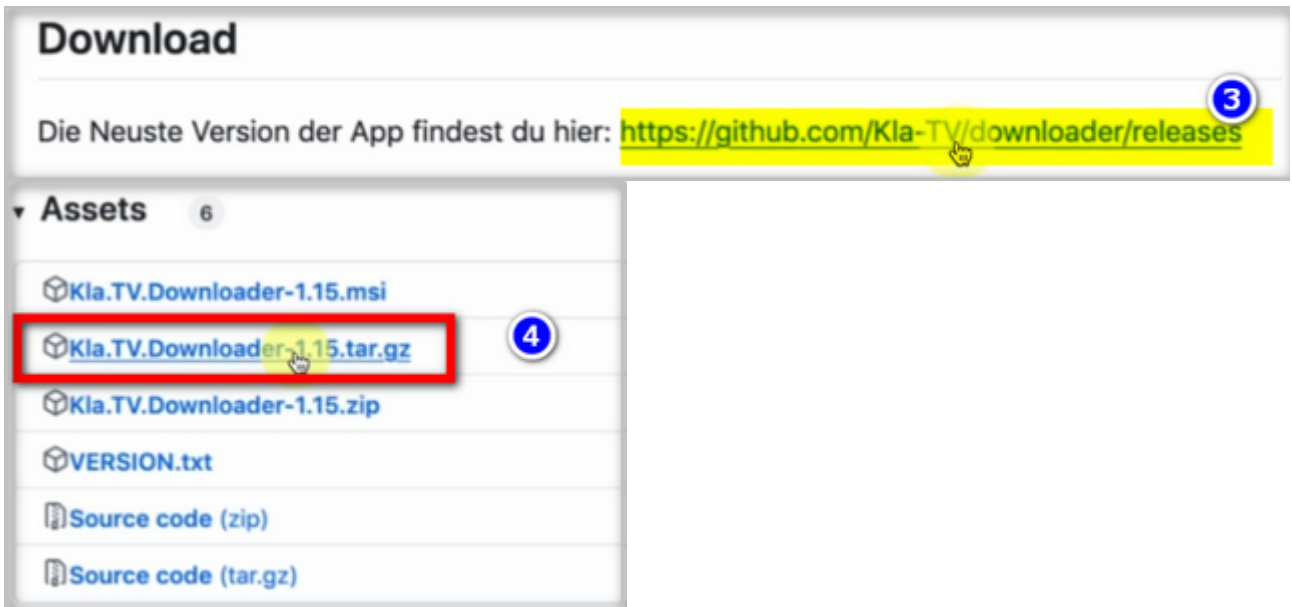 Download
3
Die Neuste Version der App findest du hier: https://github.com/Kla-TV/downloader/releases
Assets 6
Kla.TV.Downloader-1.15.msi
Kla.TV.Downloader-1.15.tar.gz 4
Kla.TV.Downloader-1.15.zip
VERSION.txt
Source code (zip)
Source code (tar.gz)